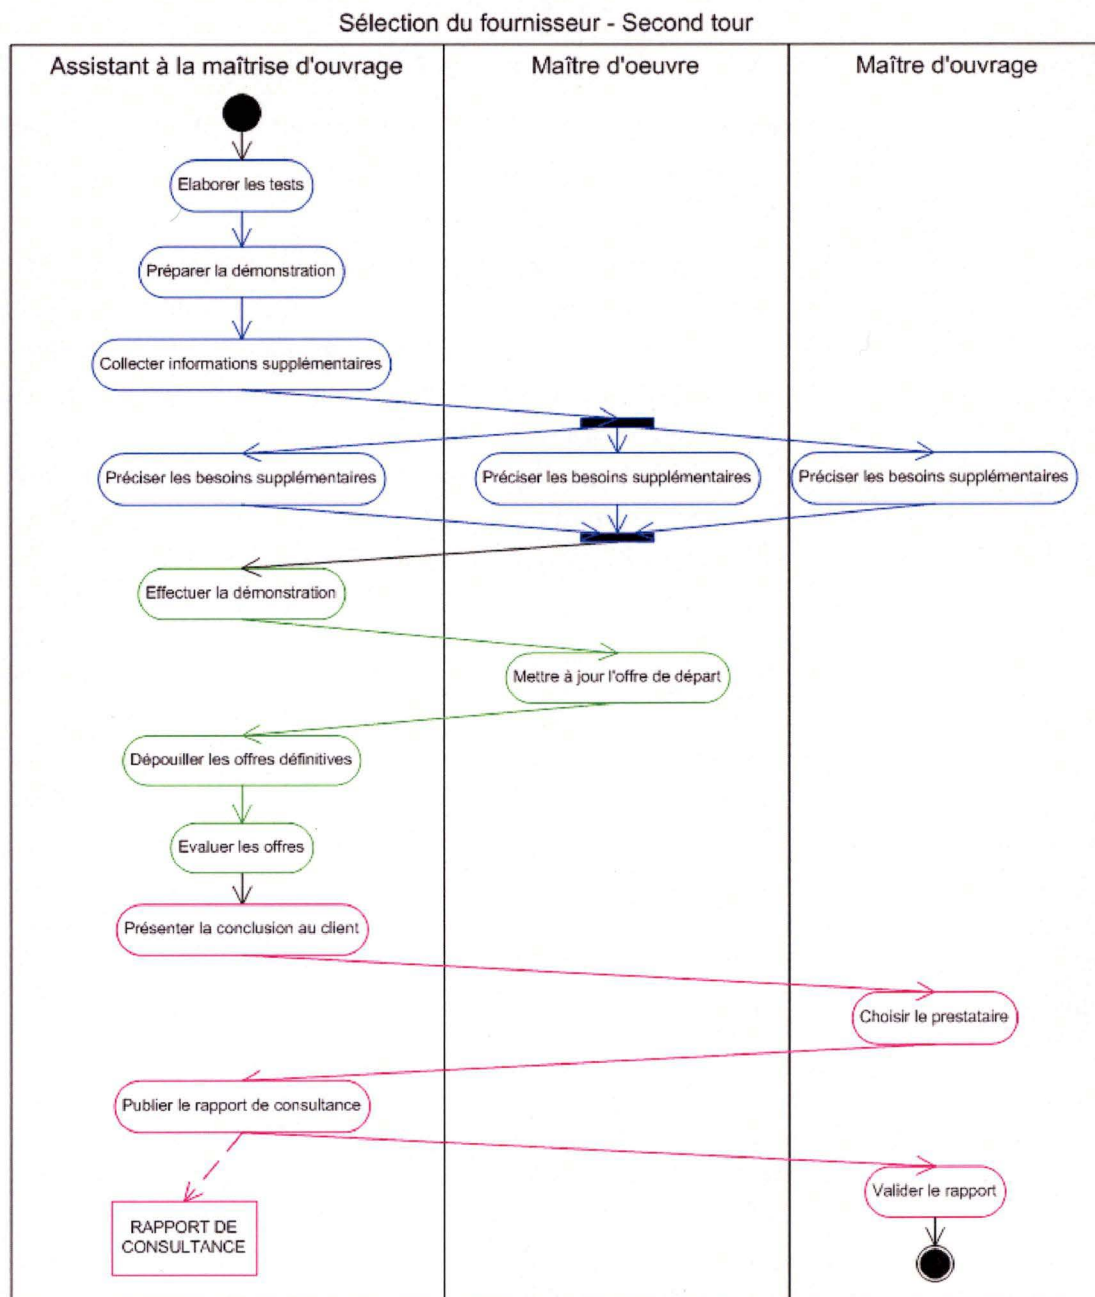 Sélection du fournisseur - Second tour
Assistant à la maîtrise d'ouvrage
Maître d'oeuvre
Maître d'ouvrage
Elaborer les tests
Préparer la démonstration
Collecter informations supplémentaires
Préciser les besoins supplémentaires
Préciser les besoins supplémentaires
Préciser les besoins supplémentaires
Effectuer la démonstration
Mettre à jour l'offre de départ
Dépouiller les offres définitives
Evaluer les offres
Présenter la conclusion au client
Choisir le prestataire
Publier le rapport de consultance
Valider le rapport
RAPPORT DE
CONSULTANCE